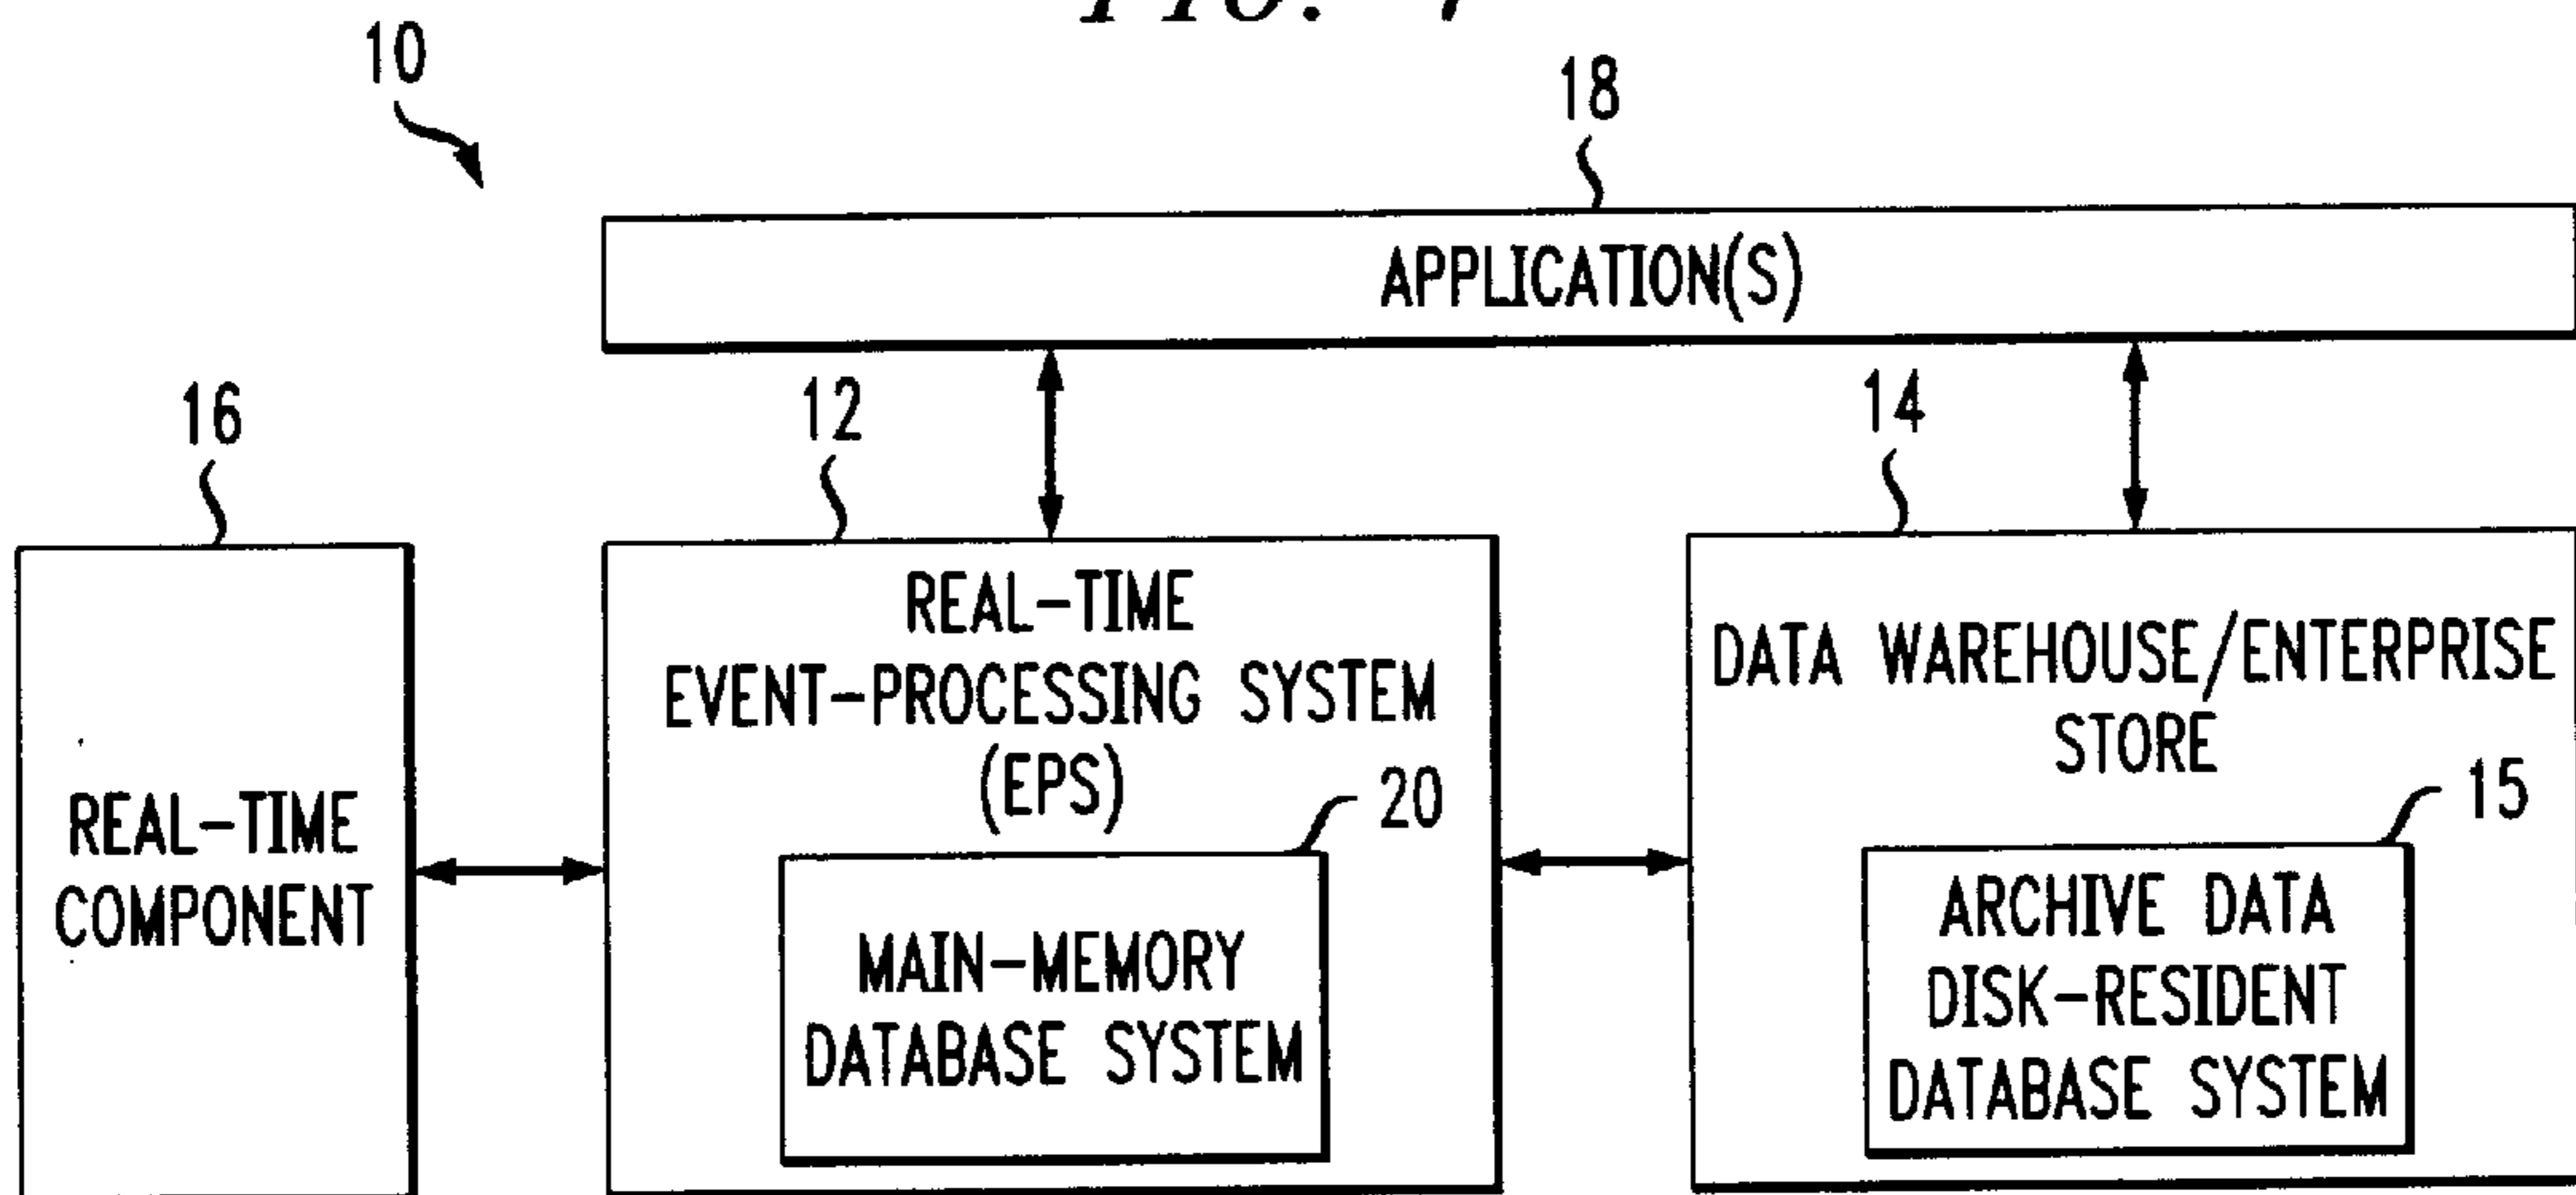 10
18
APPLICATION(S)
16
12
14
REAL-TIME
COMPONENT
REAL-TIME
EVENT-PROCESSING SYSTEM
(EPS)
20
MAIN-MEMORY
DATABASE SYSTEM
DATA WAREHOUSE/ENTERPRISE
STORE
15
ARCHIVE DATA
DISK-RESIDENT
DATABASE SYSTEM